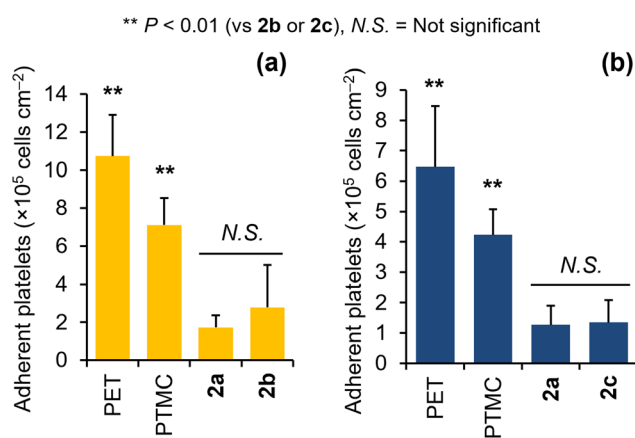 ** P < 0.01 (vs 2b or 2c), N.S. = Not significant
(a)
Adherent platelets (×10⁵ cells cm⁻²)
14
12
10
8
6
4
2
0
**
**
N.S.
PET
PTMC
2a
2b
(b)
Adherent platelets (×10⁵ cells cm⁻²)
9
8
7
6
5
4
3
2
1
0
**
**
N.S.
PET
PTMC
2a
2c